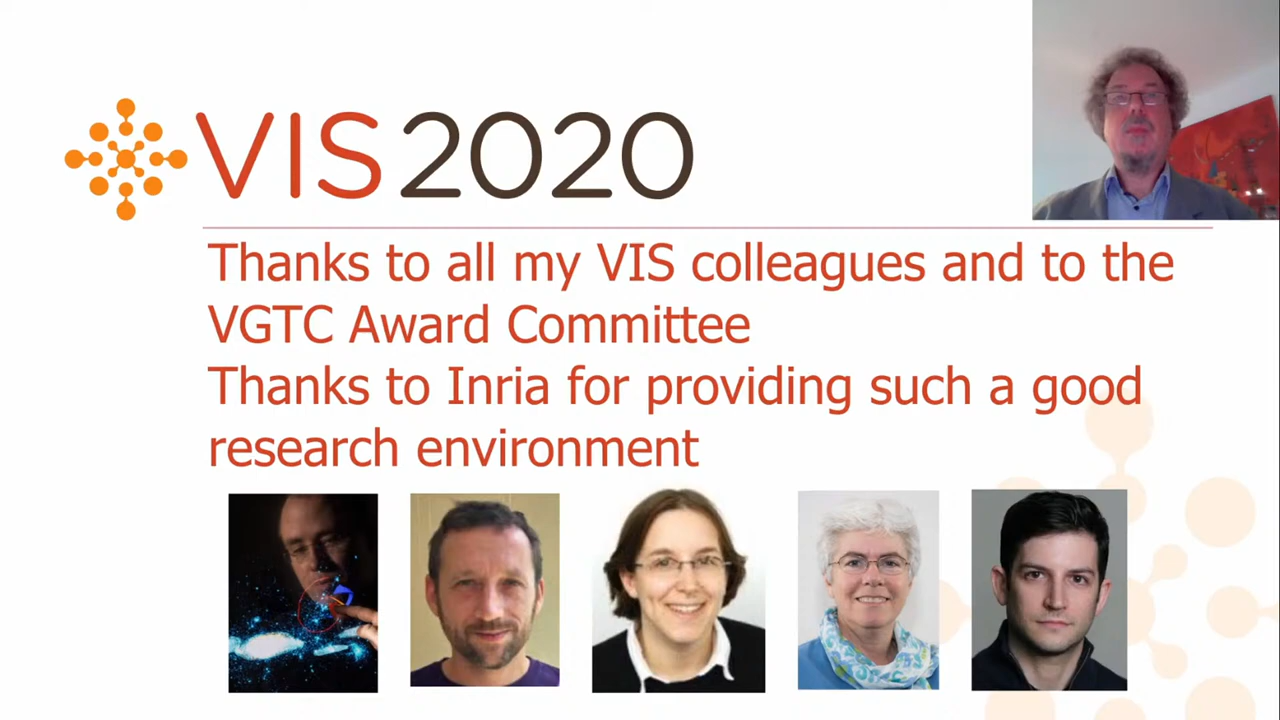 VIS2020
Thanks to all my VIS colleagues and to the
VGTC Award Committee
Thanks to Inria for providing such a good
research environment